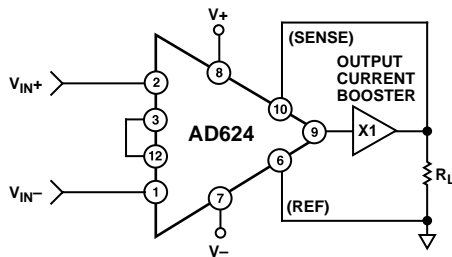 V+
(SENSE)
OUTPUT
CURRENT
BOOSTER
8
VIN+
2
10
3
AD624
9
X1
12
6
RL
VIN–
1
7
(REF)
V–